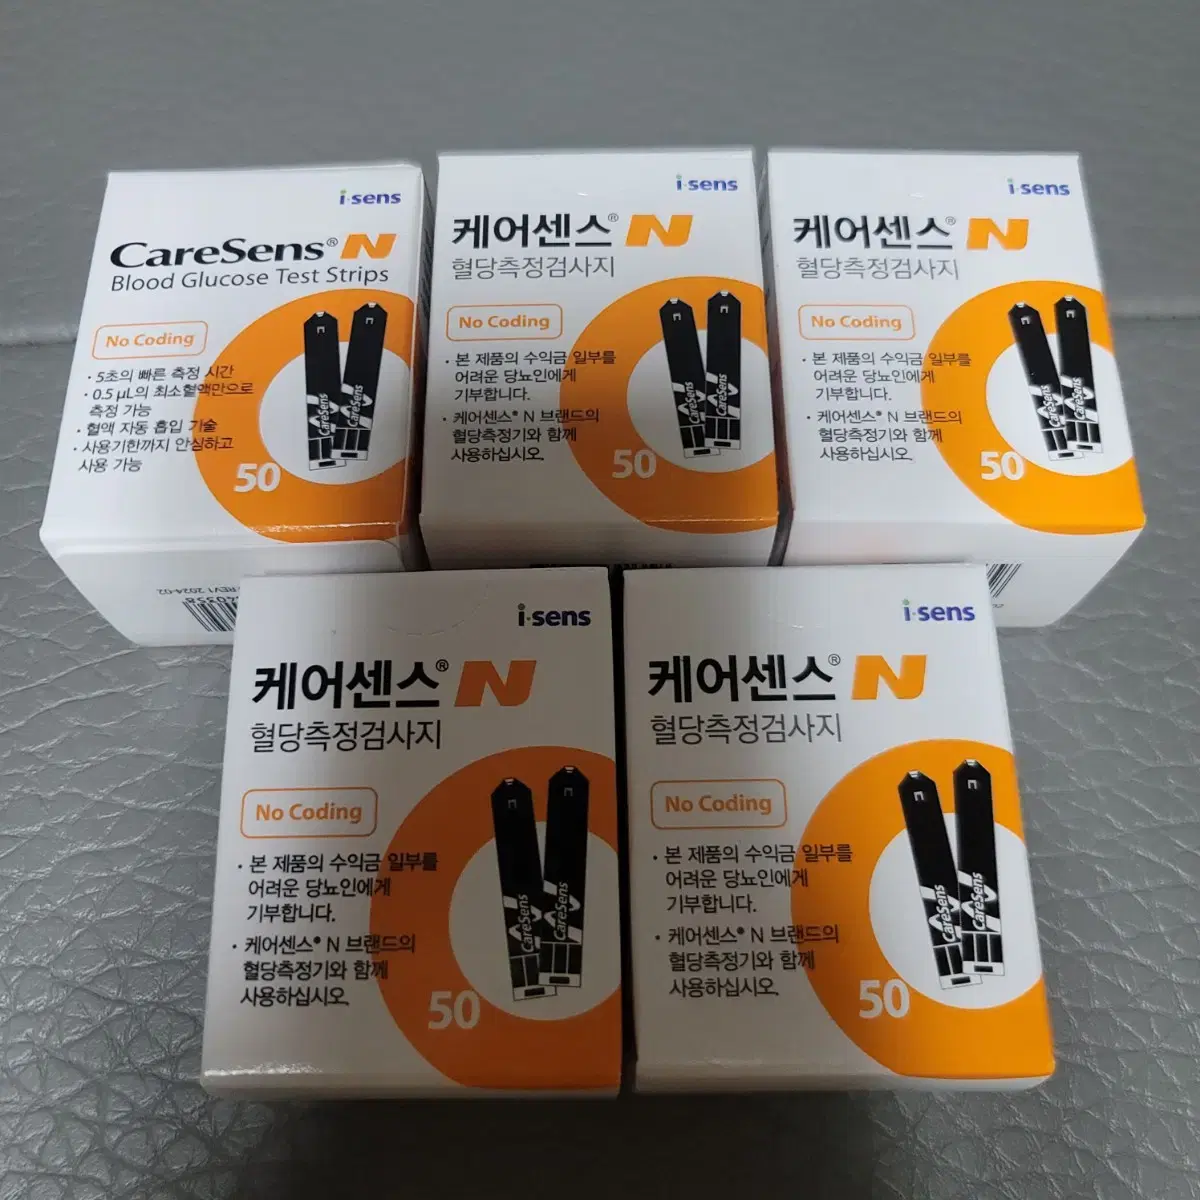 i·sens
CareSens® N
Blood Glucose Test Strips
No Coding
· 5초의 빠른 측정 시간
· 0.5 µL의 최소혈액만으로
측정 가능
· 혈액 자동 흡입 기술
· 사용기한까지 안심하고
사용 가능
CareSens
CareSens
50
REV1 2024-02
i·sens
케어센스® N
혈당측정검사지
No Coding
· 본 제품의 수익금 일부를
어려운 당뇨인에게
기부합니다.
· 케어센스® N 브랜드의
혈당측정기와 함께
사용하십시오.
CareSens
CareSens
50
i·sens
케어센스® N
혈당측정검사지
No Coding
· 본 제품의 수익금 일부를
어려운 당뇨인에게
기부합니다.
· 케어센스® N 브랜드의
혈당측정기와 함께
사용하십시오.
CareSens
CareSens
50
i·sens
케어센스® N
혈당측정검사지
No Coding
· 본 제품의 수익금 일부를
어려운 당뇨인에게
기부합니다.
· 케어센스® N 브랜드의
혈당측정기와 함께
사용하십시오.
CareSens
CareSens
50
i·sens
케어센스® N
혈당측정검사지
No Coding
· 본 제품의 수익금 일부를
어려운 당뇨인에게
기부합니다.
· 케어센스® N 브랜드의
혈당측정기와 함께
사용하십시오.
CareSens
CareSens
50